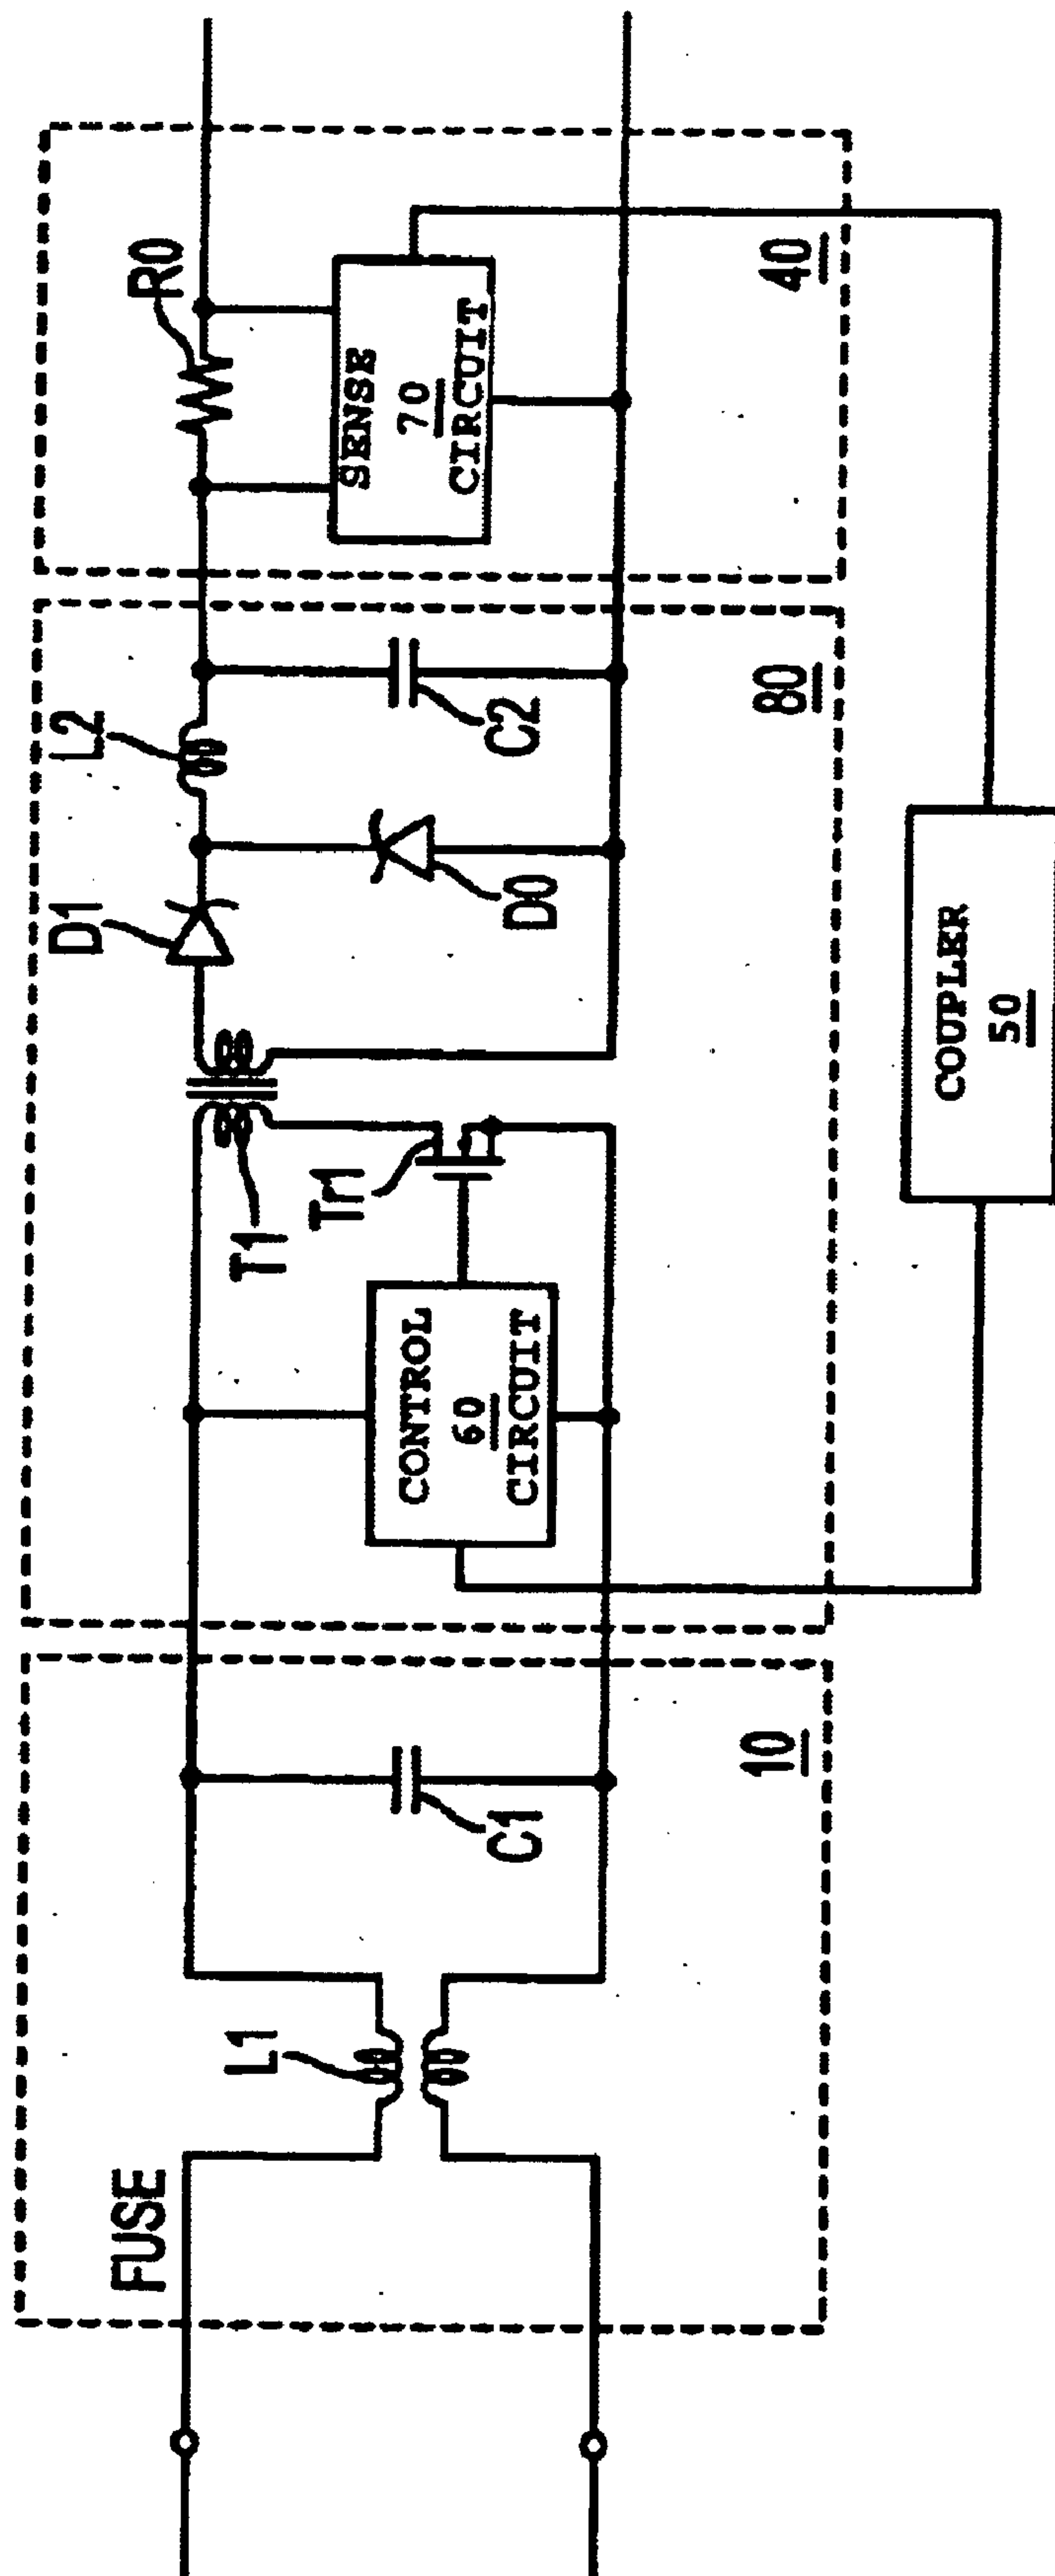 FUSE
L1
C1
10
CONTROL
60
CIRCUIT
T1
Tr1
D1
D0
L2
C2
80
R0
SENSE
70
CIRCUIT
40
COUPLER
50